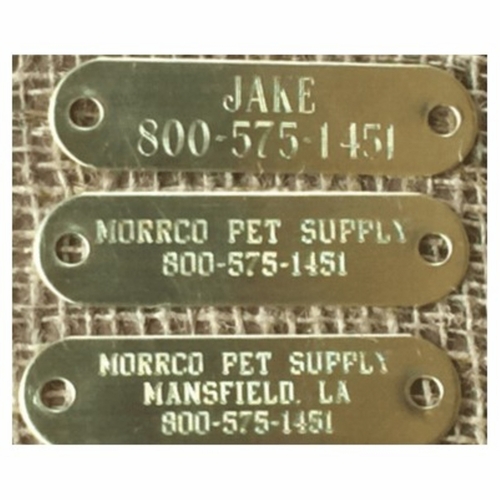 JAKE
800-575-1451
MORRCO PET SUPPLY
800-575-1451
MORRCO PET SUPPLY
MANSFIELD, LA
800-575-1451